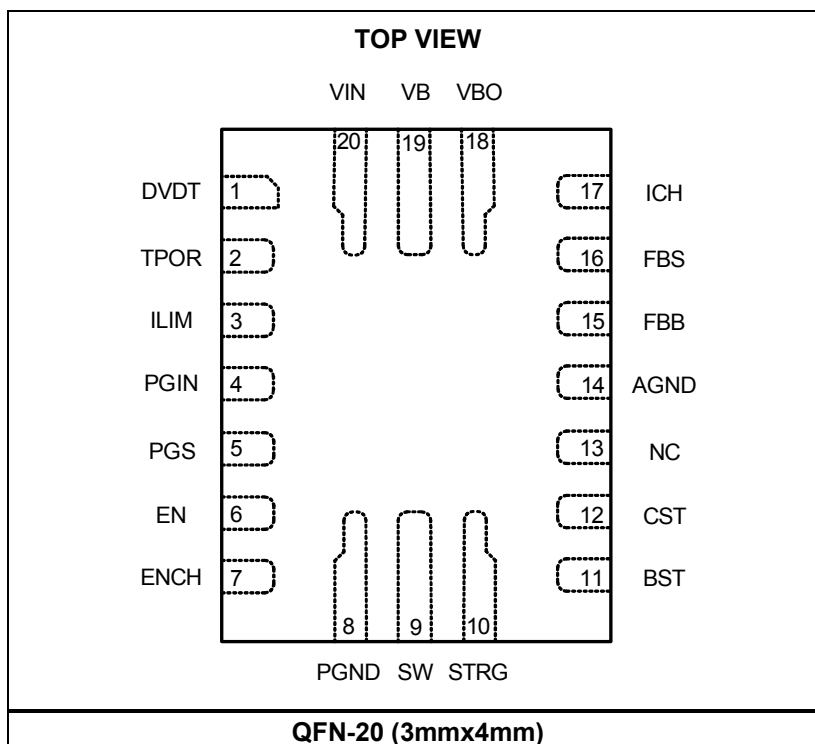 TOP VIEW
VIN VB VBO
20 19 18
DVDT 1 17 ICH
TPOR 2 16 FBS
ILIM 3 15 FBB
PGIN 4 14 AGND
PGS 5 13 NC
EN 6 12 CST
ENCH 7 11 BST
8 9 10
PGND SW STRG
QFN-20 (3mmx4mm)